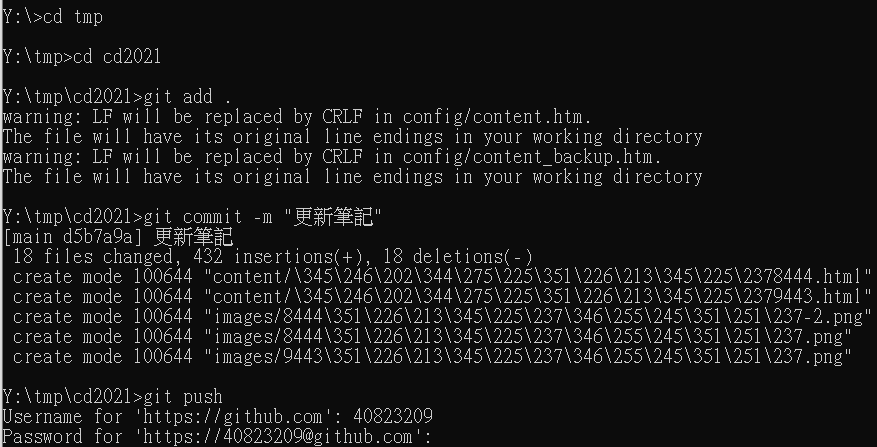 Y:\>cd tmp
Y:\tmp>cd cd2021
Y:\tmp\cd2021>git add .
warning: LF will be replaced by CRLF in config/content.htm.
The file will have its original line endings in your working directory
warning: LF will be replaced by CRLF in config/content_backup.htm.
The file will have its original line endings in your working directory
Y:\tmp\cd2021>git commit -m "更新筆記"
[main d5b7a9a] 更新筆記
18 files changed, 432 insertions(+), 18 deletions(-)
create mode 100644 "content/\345\246\202\344\275\225\351\226\213\345\225\2378444.html"
create mode 100644 "content/\345\246\202\344\275\225\351\226\213\345\225\2379443.html"
create mode 100644 "images/8444\351\226\213\345\225\237\346\255\245\351\251\237-2.png"
create mode 100644 "images/8444\351\226\213\345\225\237\346\255\245\351\251\237.png"
create mode 100644 "images/9443\351\226\213\345\225\237\346\255\245\351\251\237.png"
Y:\tmp\cd2021>git push
Username for 'https://github.com': 40823209
Password for 'https://40823209@github.com':